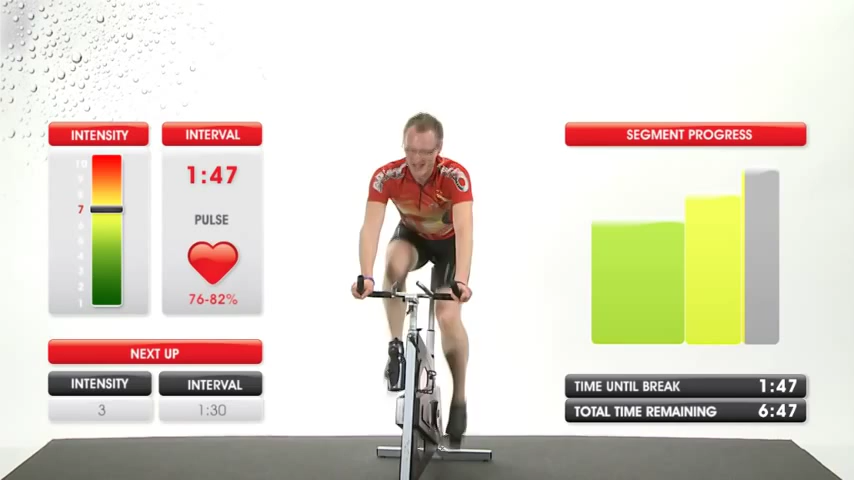 INTENSITY
INTERVAL
SEGMENT PROGRESS
10
9
8
7
6
5
4
3
2
1
1:47
PULSE
76-82%
NEXT UP
INTENSITY
INTERVAL
3
1:30
TIME UNTIL BREAK 1:47
TOTAL TIME REMAINING 6:47